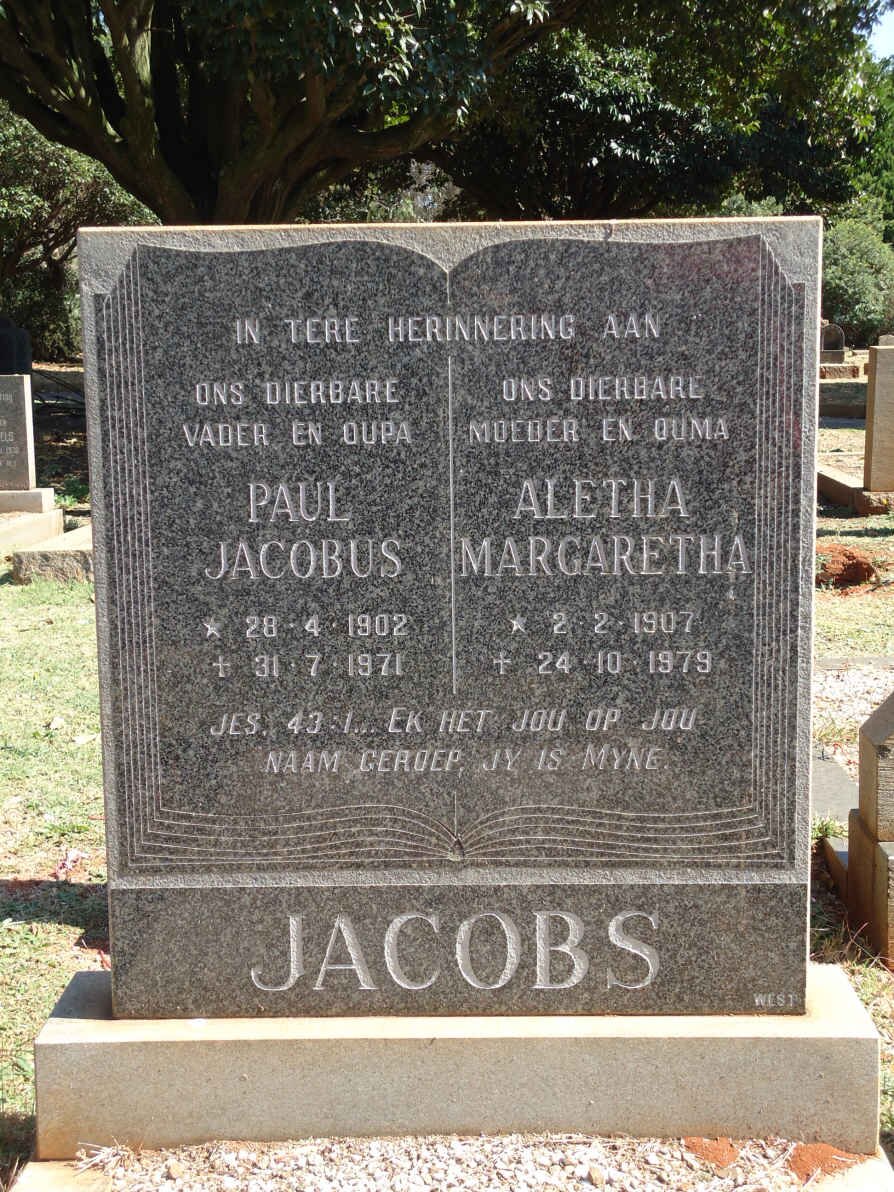 IN TERE HERINNERING AAN
ONS DIERBARE
VADER EN OUPA
PAUL
JACOBUS
★ 28·4·1902
✝ 31·7·1971
ONS DIERBARE
MOEDER EN OUMA
ALETHA
MARGARETHA
★ 2·2·1907
✝ 24·10·1979
JES. 43:1... EK HET JOU OP JOU
NAAM GEROEP, JY IS MYNE.
JACOBS
WEST